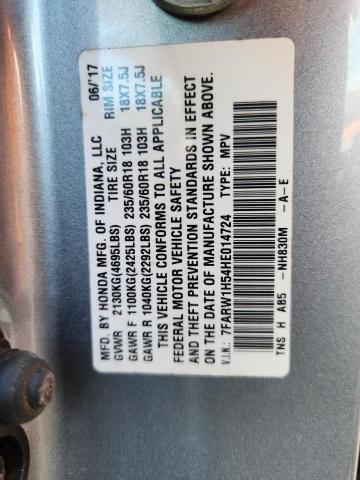 MFD. BY HONDA MFG. OF INDIANA, LLC 06/'17
GVWR 2130KG(4695LBS) TIRE SIZE RIM SIZE
GAWR F 1100KG(2425LBS) 235/60R18 103H 18X7.5J
GAWR R 1040KG(2292LBS) 235/60R18 103H 18X7.5J
THIS VEHICLE CONFORMS TO ALL APPLICABLE
FEDERAL MOTOR VEHICLE SAFETY
AND THEFT PREVENTION STANDARDS IN EFFECT
ON THE DATE OF MANUFACTURE SHOWN ABOVE.
V.I.N.: 7FARW1H54HE014724 TYPE: MPV
TNS H AB5 -NH830M -A-E